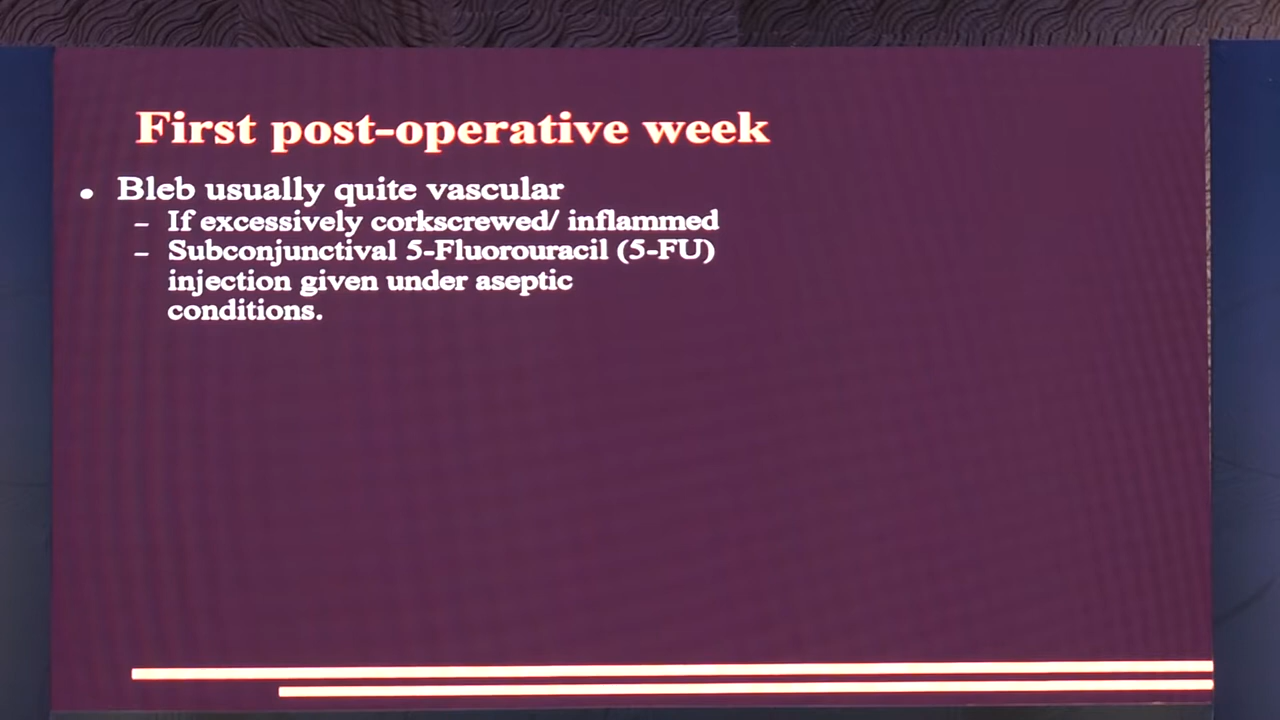 First post-operative week
• Bleb usually quite vascular
– If excessively corkscrewed/ inflammed
– Subconjunctival 5-Fluorouracil (5-FU)
injection given under aseptic
conditions.